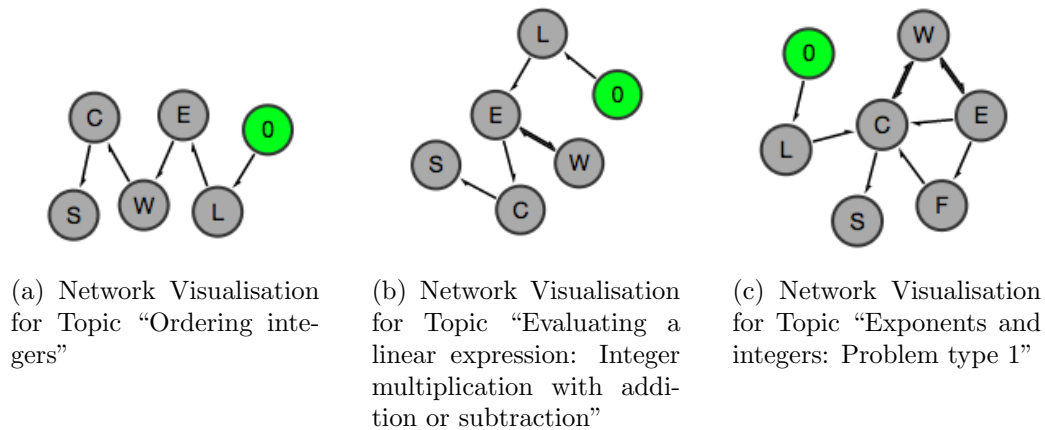 C
E
0
S
W
L
(a) Network Visualisation
for Topic “Ordering inte-
gers”
L
0
E
S
W
C
(b) Network Visualisation
for Topic “Evaluating a
linear expression: Integer
multiplication with addi-
tion or subtraction”
W
0
C
E
L
F
S
(c) Network Visualisation
for Topic “Exponents and
integers: Problem type 1”